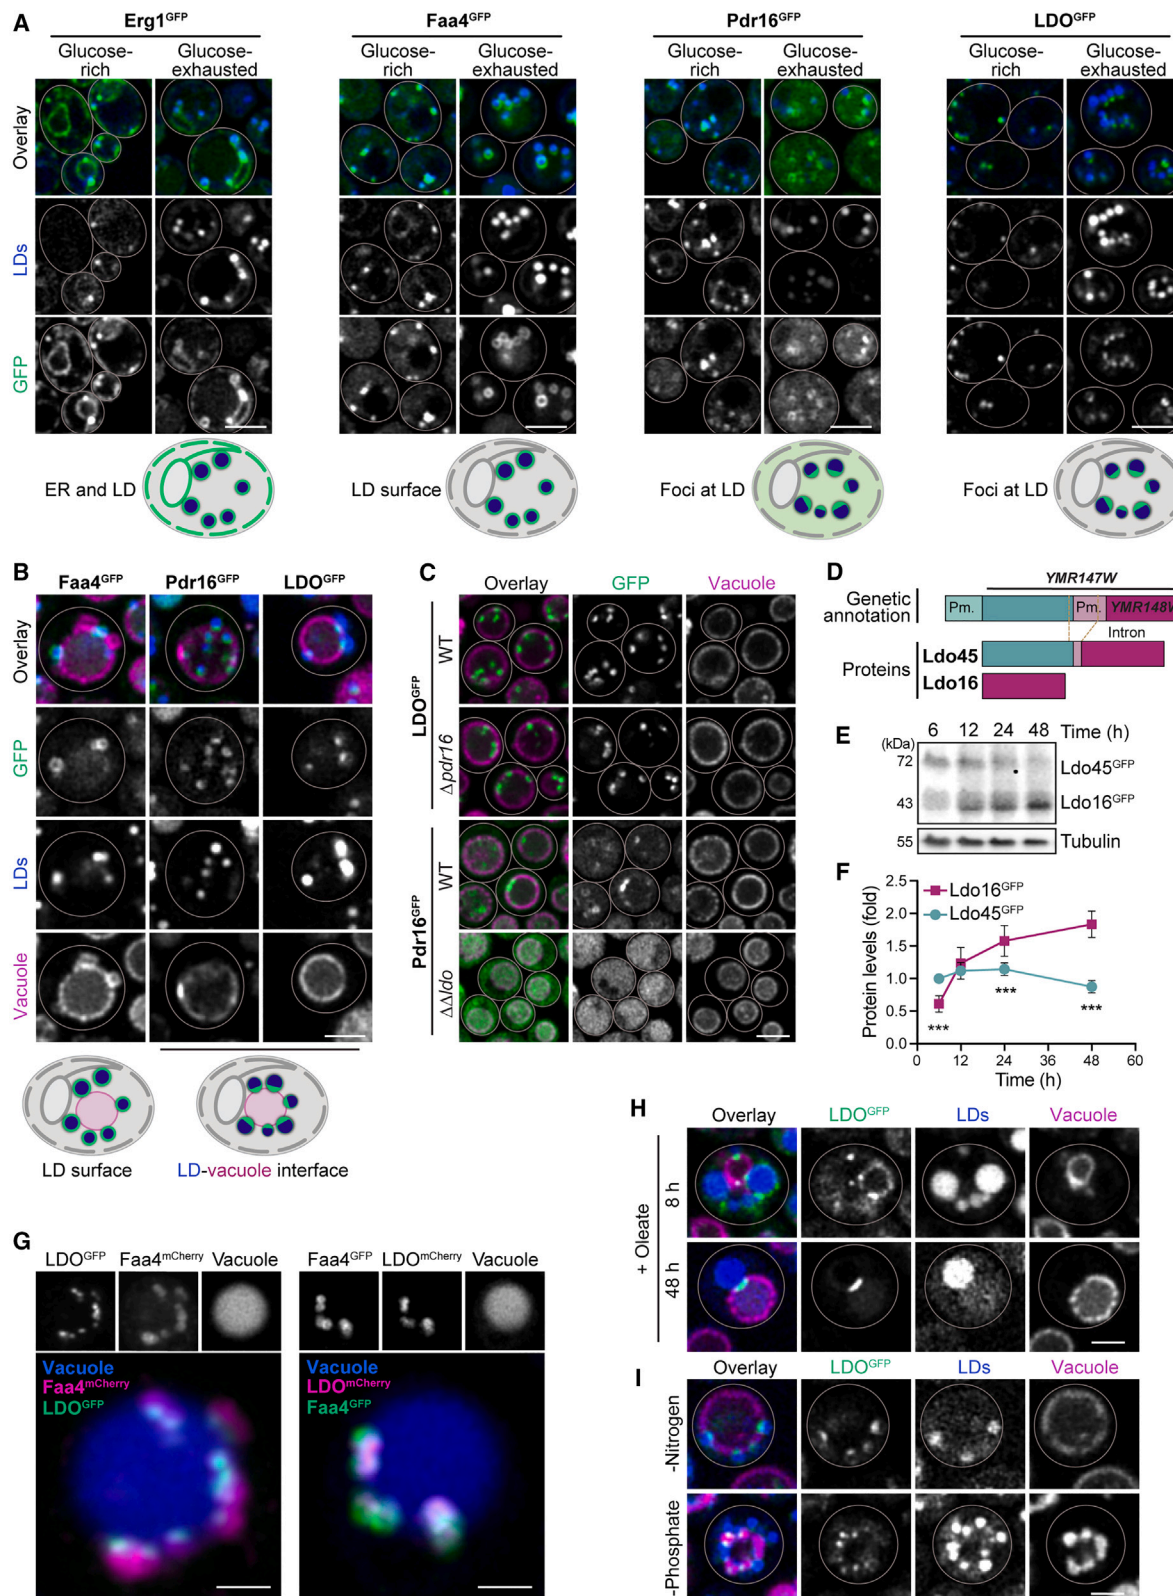 A
Erg1GFP
Faa4GFP
Pdr16GFP
LDOGFP
Glucose-rich
Glucose-exhausted
Glucose-rich
Glucose-exhausted
Glucose-rich
Glucose-exhausted
Glucose-rich
Glucose-exhausted
Overlay
LDs
GFP
ER and LD
LD surface
Foci at LD
Foci at LD
B
Faa4GFP
Pdr16GFP
LDOGFP
Overlay
GFP
LDs
Vacuole
LD surface
LD-vacuole interface
C
Overlay
GFP
Vacuole
LDOGFP
WT
Δpdr16
Pdr16GFP
WT
ΔΔldo
D
YMR147W
Genetic annotation
Pm.
Pm.
YMR148W
Intron
Proteins
Ldo45
Ldo16
E
6 12 24 48 Time (h)
(kDa)
72
Ldo45GFP
43
Ldo16GFP
55
Tubulin
F
Ldo16GFP
Ldo45GFP
Protein levels (fold)
2.5
2.0
1.5
1.0
0.5
0.0
***
***
***
0 12 24 36 48 60
Time (h)
G
LDOGFP
Faa4mCherry
Vacuole
Faa4GFP
LDOmCherry
Vacuole
Vacuole
Faa4mCherry
LDOGFP
Vacuole
LDOmCherry
Faa4GFP
H
Overlay
LDOGFP
LDs
Vacuole
+ Oleate
8 h
48 h
I
Overlay
LDOGFP
LDs
Vacuole
-Nitrogen
-Phosphate